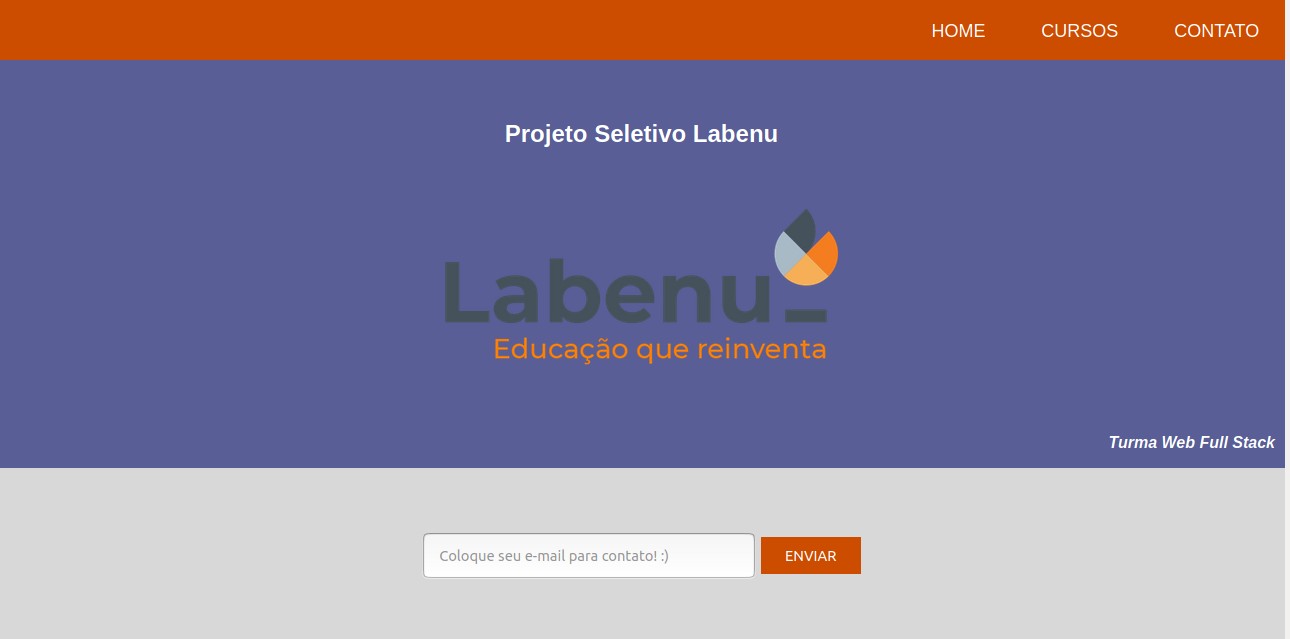 HOME CURSOS CONTATO
Projeto Seletivo Labenu
Labenu_
Educação que reinventa
Turma Web Full Stack
Coloque seu e-mail para contato! :) ENVIAR